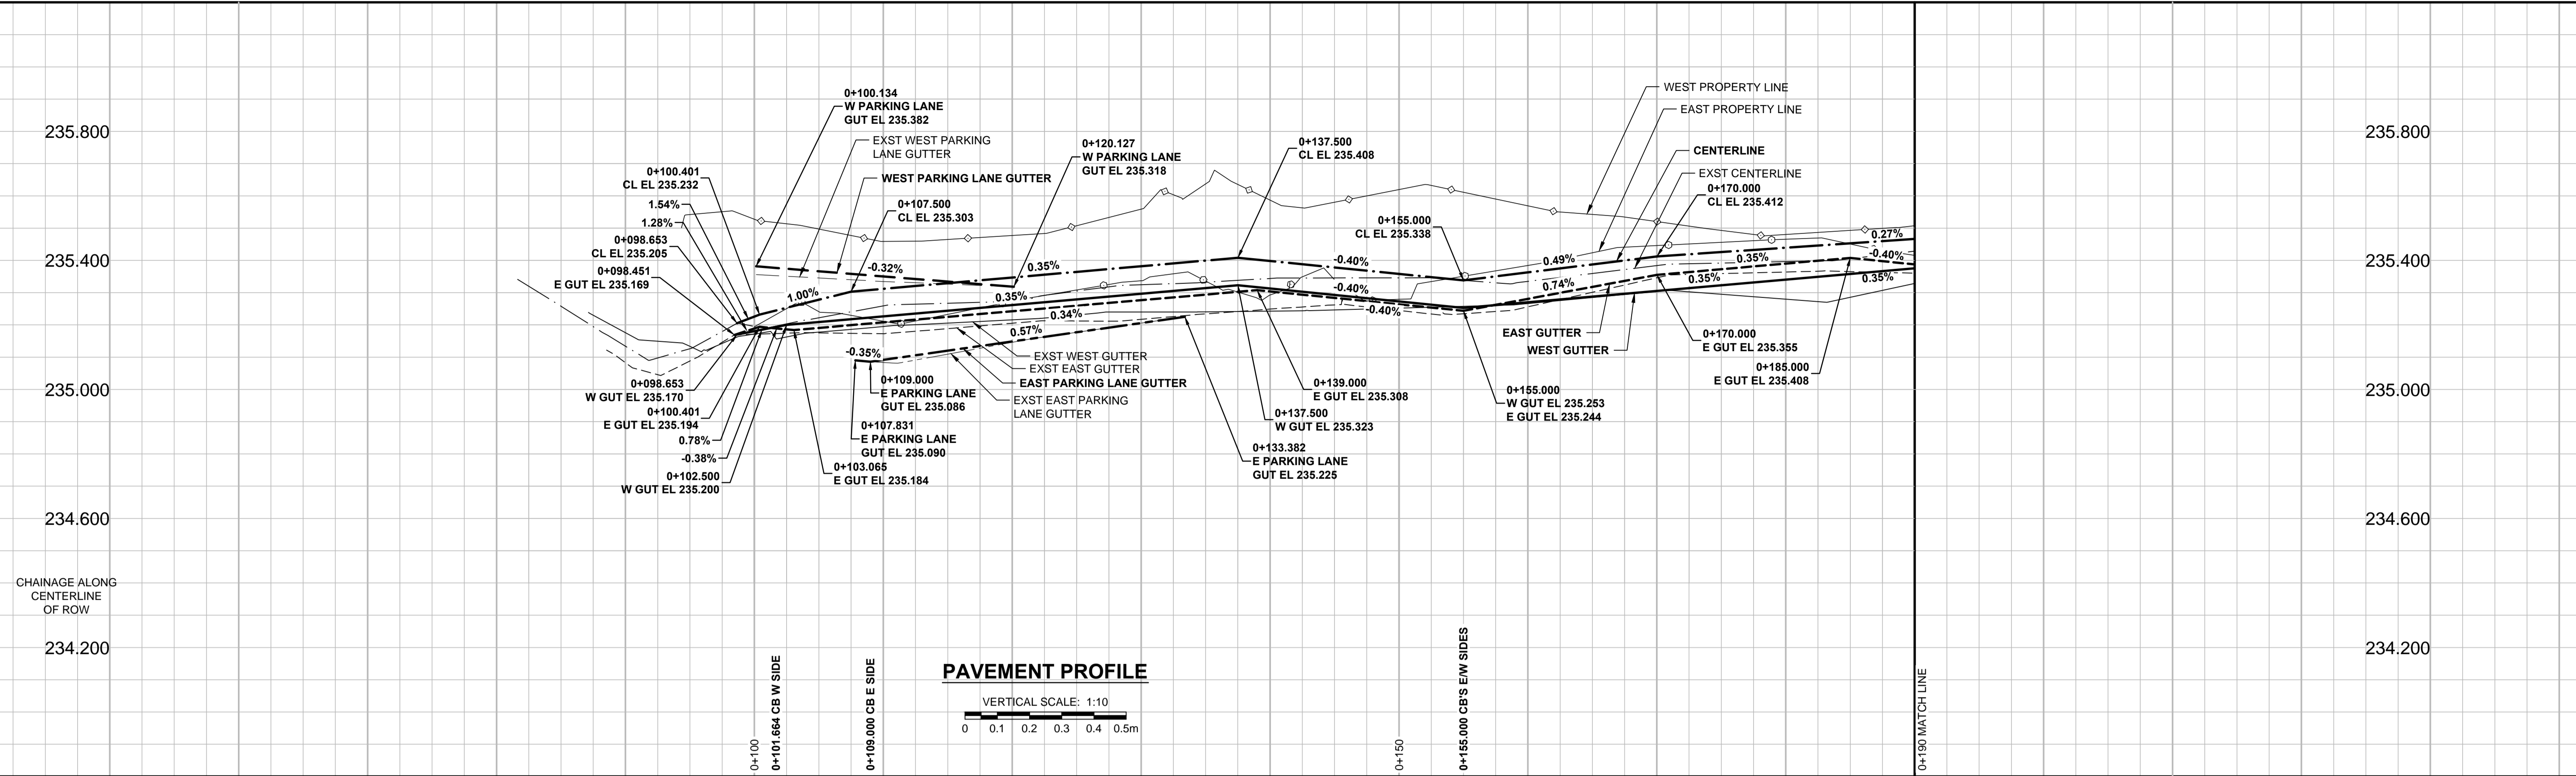 0+100.134
W PARKING LANE
GUT EL 235.382
WEST PROPERTY LINE
EAST PROPERTY LINE
235.800
235.800
EXST WEST PARKING
LANE GUTTER
0+120.127
W PARKING LANE
GUT EL 235.318
0+137.500
CL EL 235.408
CENTERLINE
EXST CENTERLINE
0+170.000
CL EL 235.412
0+100.401
CL EL 235.232
WEST PARKING LANE GUTTER
1.54%
1.28%
0+107.500
CL EL 235.303
0+155.000
CL EL 235.338
0+098.653
CL EL 235.205
0+098.451
E GUT EL 235.169
235.400
235.400
-0.32%
0.35%
-0.40%
0.49%
0.35%
0.27%
-0.40%
1.00%
0.35%
-0.40%
0.74%
0.35%
0.35%
0.34%
-0.40%
0.57%
-0.35%
EAST GUTTER
WEST GUTTER
0+170.000
E GUT EL 235.355
EXST WEST GUTTER
EXST EAST GUTTER
EAST PARKING LANE GUTTER
EXST EAST PARKING
LANE GUTTER
0+185.000
E GUT EL 235.408
235.000
235.000
0+098.653
W GUT EL 235.170
0+109.000
E PARKING LANE
GUT EL 235.086
0+139.000
E GUT EL 235.308
0+155.000
W GUT EL 235.253
E GUT EL 235.244
0+100.401
E GUT EL 235.194
0+137.500
W GUT EL 235.323
0.78%
0+107.831
E PARKING LANE
GUT EL 235.090
-0.38%
0+133.382
E PARKING LANE
GUT EL 235.225
0+103.065
E GUT EL 235.184
0+102.500
W GUT EL 235.200
234.600
234.600
CHAINAGE ALONG
CENTERLINE
OF ROW
234.200
234.200
PAVEMENT PROFILE
VERTICAL SCALE: 1:10
0 0.1 0.2 0.3 0.4 0.5m
0+100
0+101.664 CB W SIDE
0+109.000 CB E SIDE
0+150
0+155.000 CB'S E/W SIDES
0+190 MATCH LINE